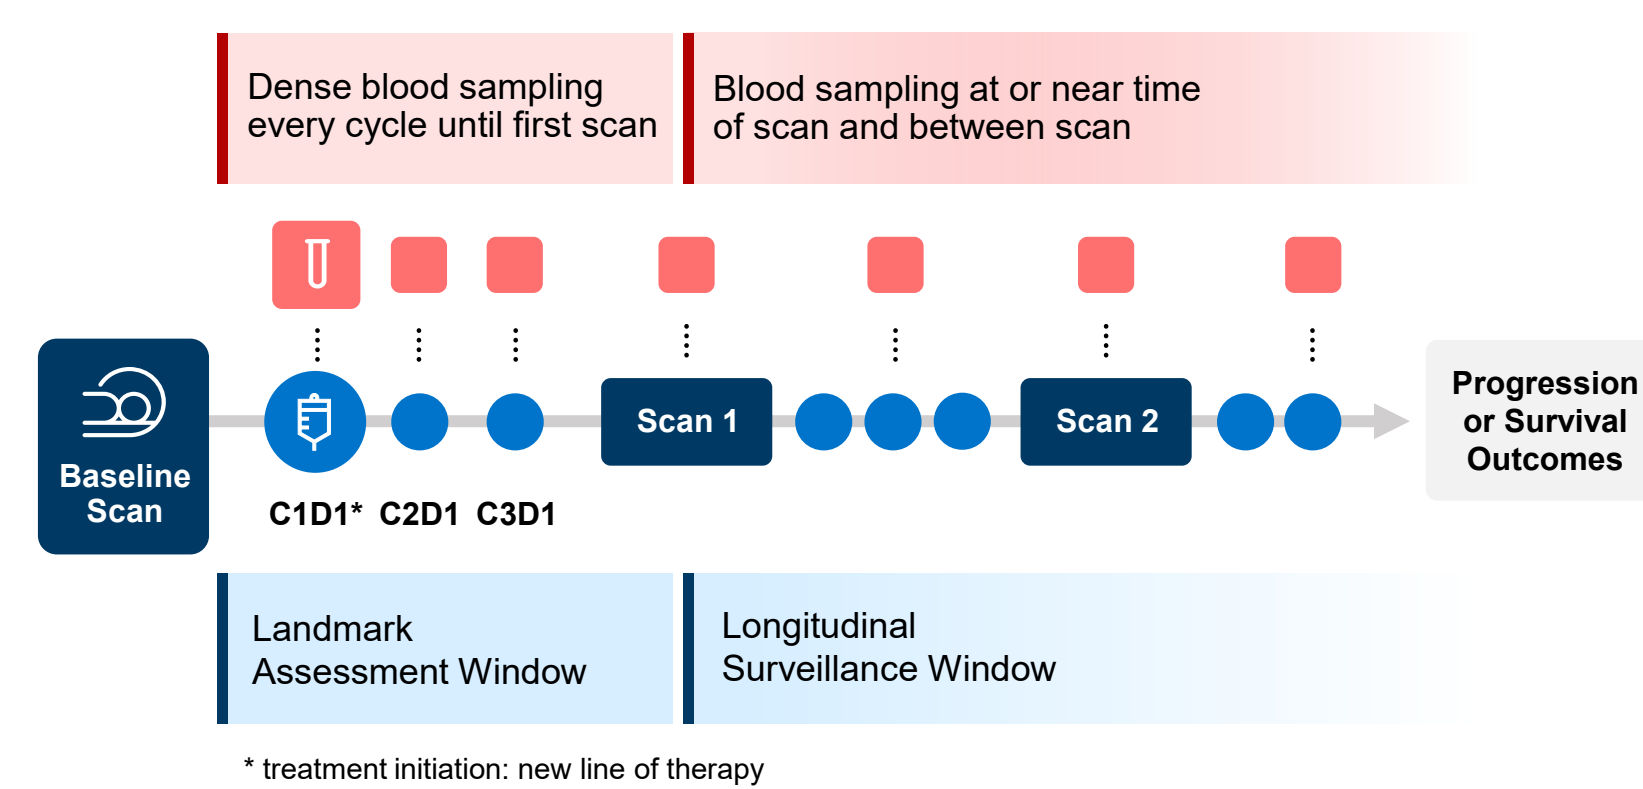 Dense blood sampling
every cycle until first scan
Blood sampling at or near time
of scan and between scan
Baseline
Scan
Scan 1
Scan 2
Progression
or Survival
Outcomes
C1D1*
C2D1
C3D1
Landmark
Assessment Window
Longitudinal
Surveillance Window
* treatment initiation: new line of therapy